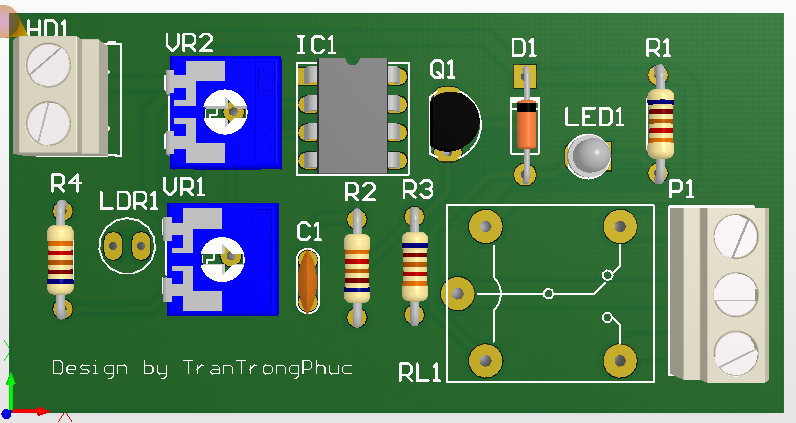 HD1
VR2
IC1
Q1
D1
R1
LED1
R4
LDR1
VR1
R2
R3
P1
C1
RL1
Design by TranTrongPhuc